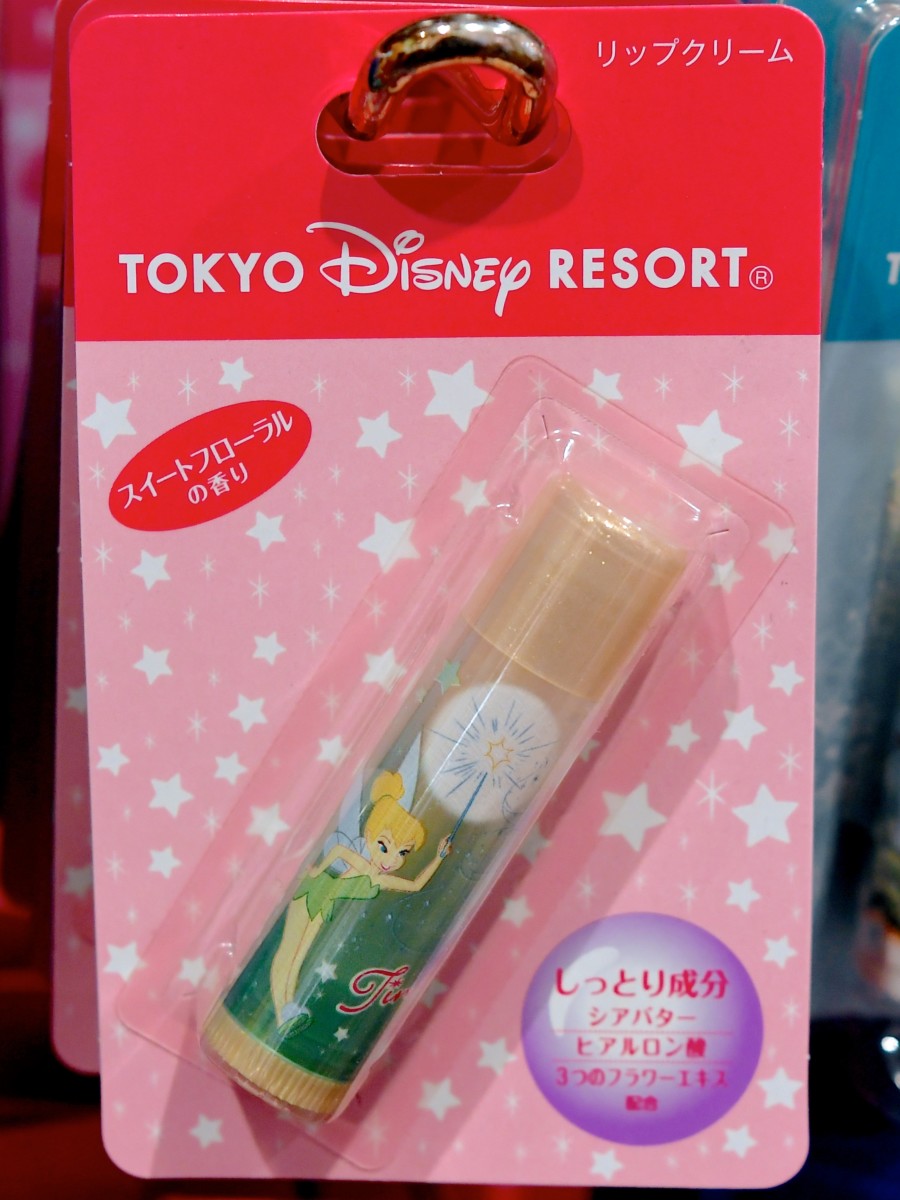 リップクリーム
TOKYO Disney RESORT®
スイートフローラル
の香り
しっとり成分
シアバター
ヒアルロン酸
3つのフラワーエキス
配合